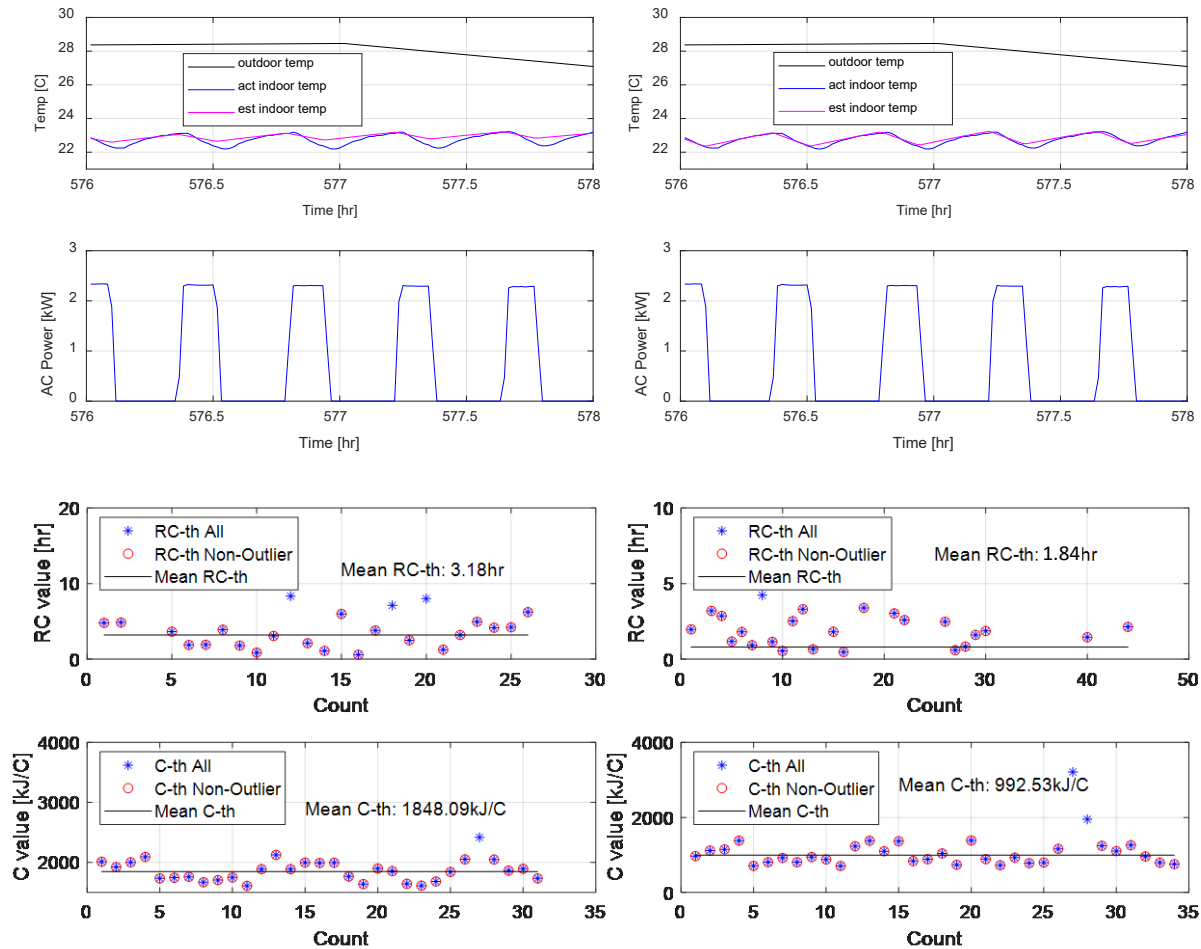 30
28
26
24
22
Temp [C]
outdoor temp
act indoor temp
est indoor temp
576
576.5
577
577.5
578
Time [hr]
30
28
26
24
22
Temp [C]
outdoor temp
act indoor temp
est indoor temp
576
576.5
577
577.5
578
Time [hr]
3
2
1
0
AC Power [kW]
576
576.5
577
577.5
578
Time [hr]
3
2
1
0
AC Power [kW]
576
576.5
577
577.5
578
Time [hr]
20
10
0
RC value [hr]
RC-th All
RC-th Non-Outlier
Mean RC-th
Mean RC-th: 3.18hr
0
5
10
15
20
25
30
Count
10
5
0
RC value [hr]
RC-th All
RC-th Non-Outlier
Mean RC-th
Mean RC-th: 1.84hr
0
10
20
30
40
50
Count
4000
3000
2000
C value [kJ/C]
C-th All
C-th Non-Outlier
Mean C-th
Mean C-th: 1848.09kJ/C
0
5
10
15
20
25
30
35
Count
4000
2000
0
C value [kJ/C]
C-th All
C-th Non-Outlier
Mean C-th
Mean C-th: 992.53kJ/C
0
5
10
15
20
25
30
35
Count